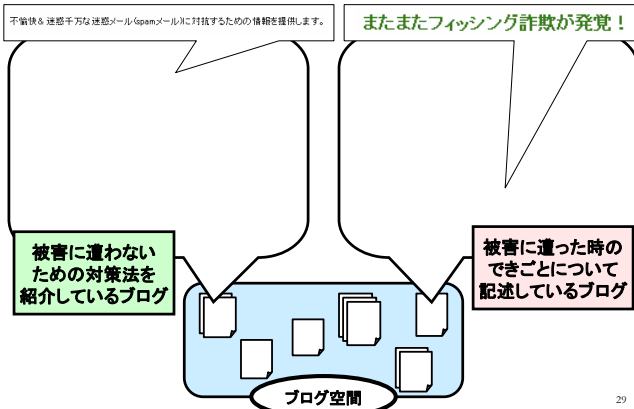 不愉快& 迷惑千万な 迷惑メール(spamメール)に対抗するための情報を提供します。
またまたフィッシング詐欺が発覚！
被害に遭わない
ための対策法を
紹介しているブログ
被害に遭った時の
できごとについて
記述しているブログ
ブログ空間
29